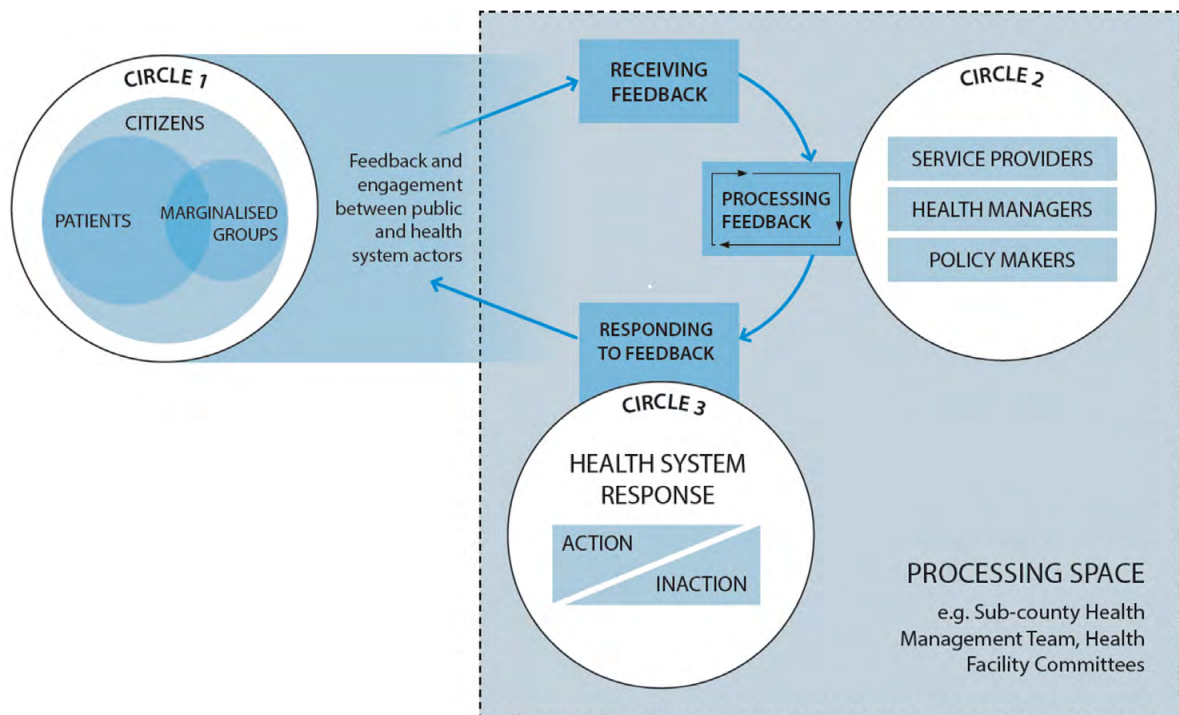 CIRCLE 1
CITIZENS
PATIENTS
MARGINALISED
GROUPS
Feedback and
engagement
between public
and health
system actors
RECEIVING
FEEDBACK
PROCESSING
FEEDBACK
RESPONDING
TO FEEDBACK
CIRCLE 2
SERVICE PROVIDERS
HEALTH MANAGERS
POLICY MAKERS
CIRCLE 3
HEALTH SYSTEM
RESPONSE
ACTION
INACTION
PROCESSING SPACE
e.g. Sub-county Health
Management Team, Health
Facility Committees